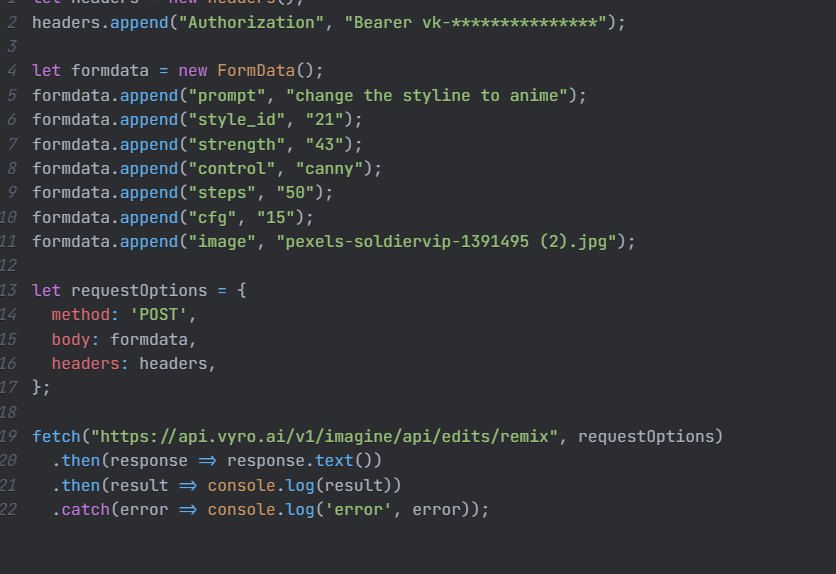 1 let headers = new Headers();
2 headers.append("Authorization", "Bearer vk-***************");
3
4 let formdata = new FormData();
5 formdata.append("prompt", "change the styline to anime");
6 formdata.append("style_id", "21");
7 formdata.append("strength", "43");
8 formdata.append("control", "canny");
9 formdata.append("steps", "50");
10 formdata.append("cfg", "15");
11 formdata.append("image", "pexels-soldiervip-1391495 (2).jpg");
12
13 let requestOptions = {
14   method: 'POST',
15   body: formdata,
16   headers: headers,
17 };
18
19 fetch("https://api.vyro.ai/v1/imagine/api/edits/remix", requestOptions)
20   .then(response => response.text())
21   .then(result => console.log(result))
22   .catch(error => console.log('error', error));